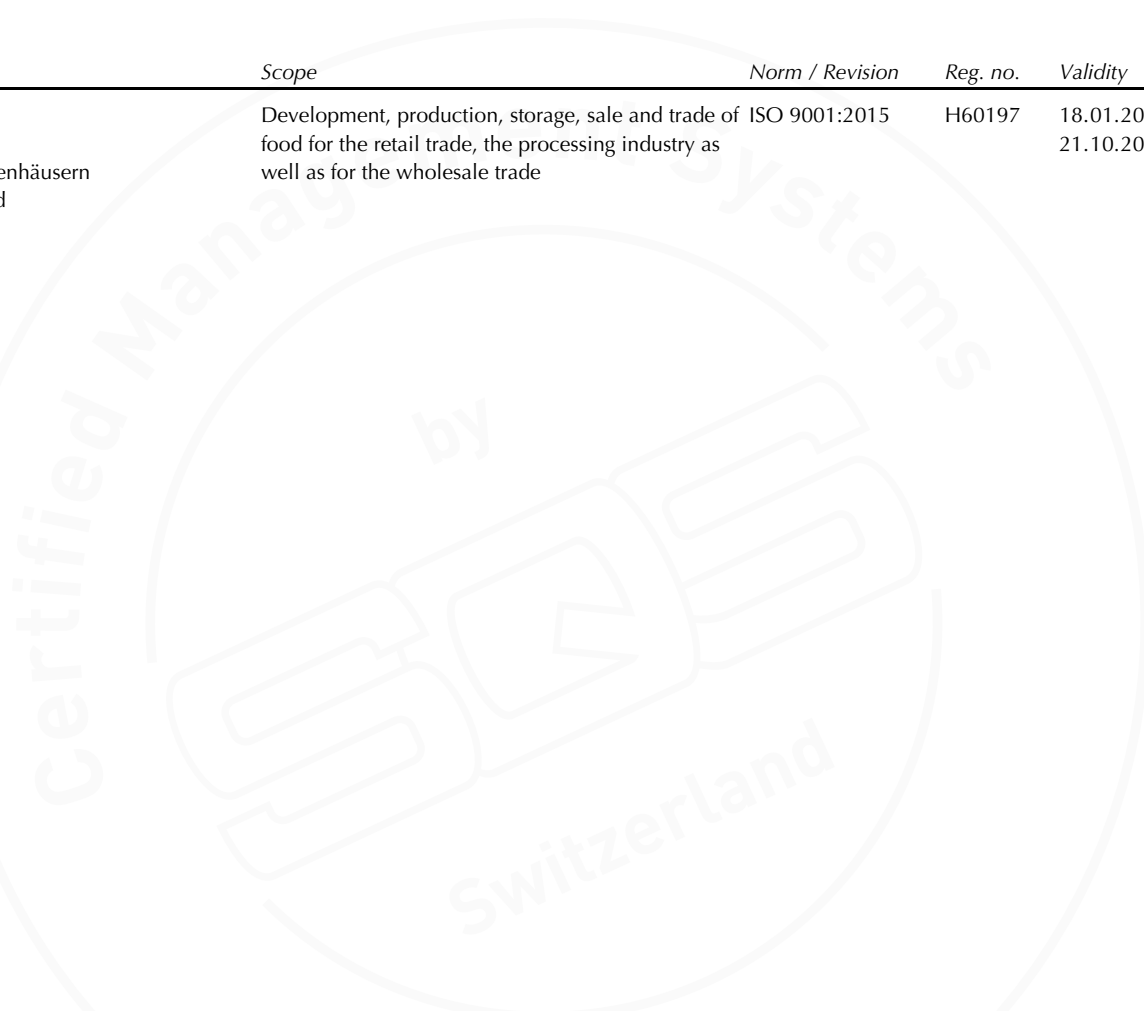 Scope Norm / Revision Reg. no. Validity
Development, production, storage, sale and trade of ISO 9001:2015 H60197 18.01.20
food for the retail trade, the processing industry as 21.10.20
enhäusern well as for the wholesale trade
d
Certified Management Systems
by
SQS
Switzerland